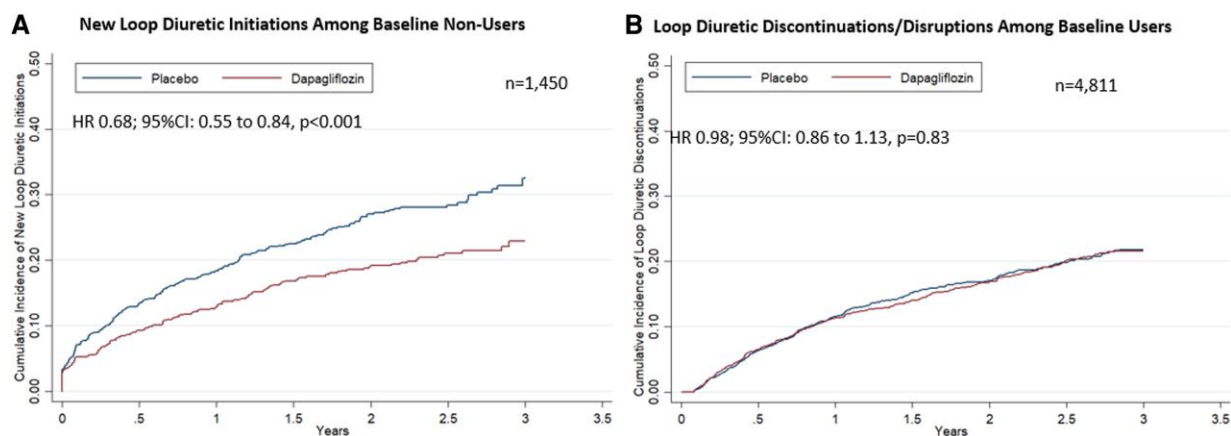 A
New Loop Diuretic Initiations Among Baseline Non-Users
Cumulative Incidence of New Loop Diuretic Initiations
0.50
0.40
0.30
0.20
0.10
0.00
Placebo
Dapagliflozin
n=1,450
HR 0.68; 95%CI: 0.55 to 0.84, p<0.001
0
.5
1
1.5
2
2.5
3
3.5
Years
B
Loop Diuretic Discontinuations/Disruptions Among Baseline Users
Cumulative Incidence of Loop Diuretic Discontinuations
0.50
0.40
0.30
0.20
0.10
0.00
Placebo
Dapagliflozin
n=4,811
HR 0.98; 95%CI: 0.86 to 1.13, p=0.83
0
.5
1
1.5
2
2.5
3
3.5
Years